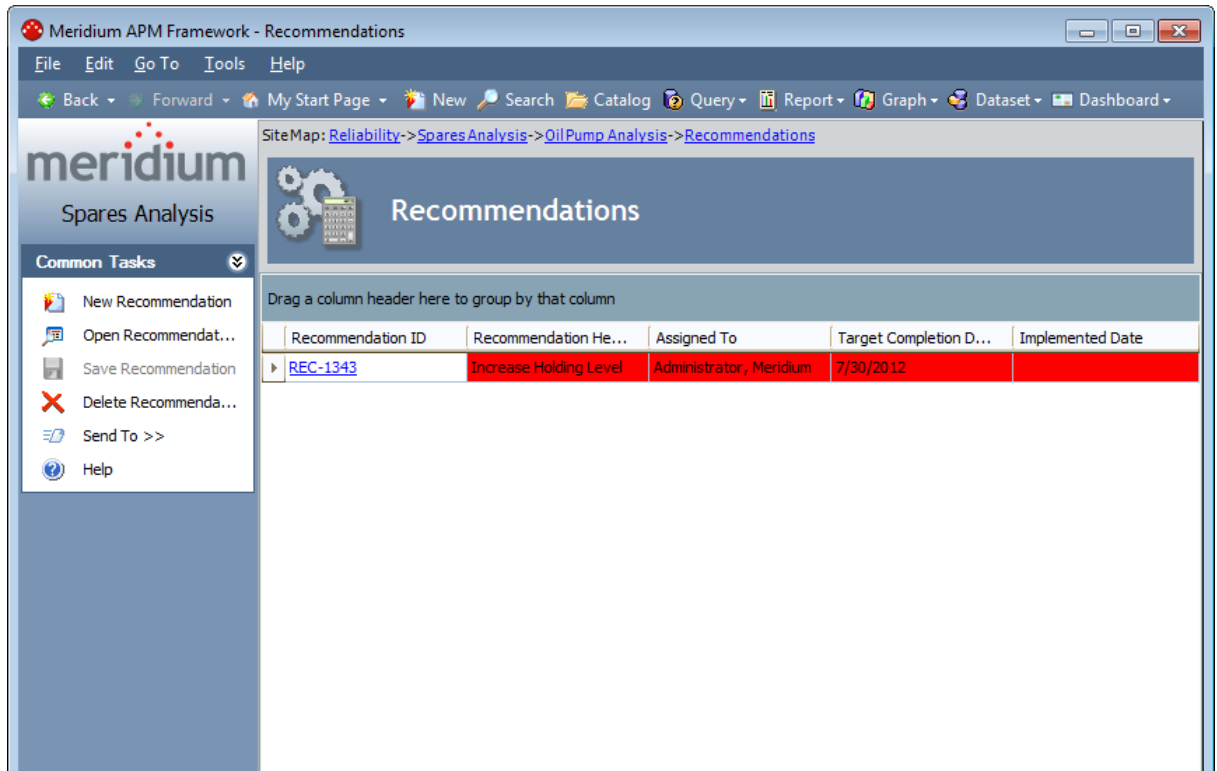 Meridium APM Framework - Recommendations
File Edit Go To Tools Help
Back Forward My Start Page New Search Catalog Query Report Graph Dataset Dashboard
meridium
Spares Analysis
Common Tasks
New Recommendation
Open Recommendat...
Save Recommendation
Delete Recommenda...
Send To >>
Help
SiteMap: Reliability->Spares Analysis->Oil Pump Analysis->Recommendations
Recommendations
Drag a column header here to group by that column
Recommendation ID Recommendation He... Assigned To Target Completion D... Implemented Date
REC-1343 Increase Holding Level Administrator, Meridium 7/30/2012